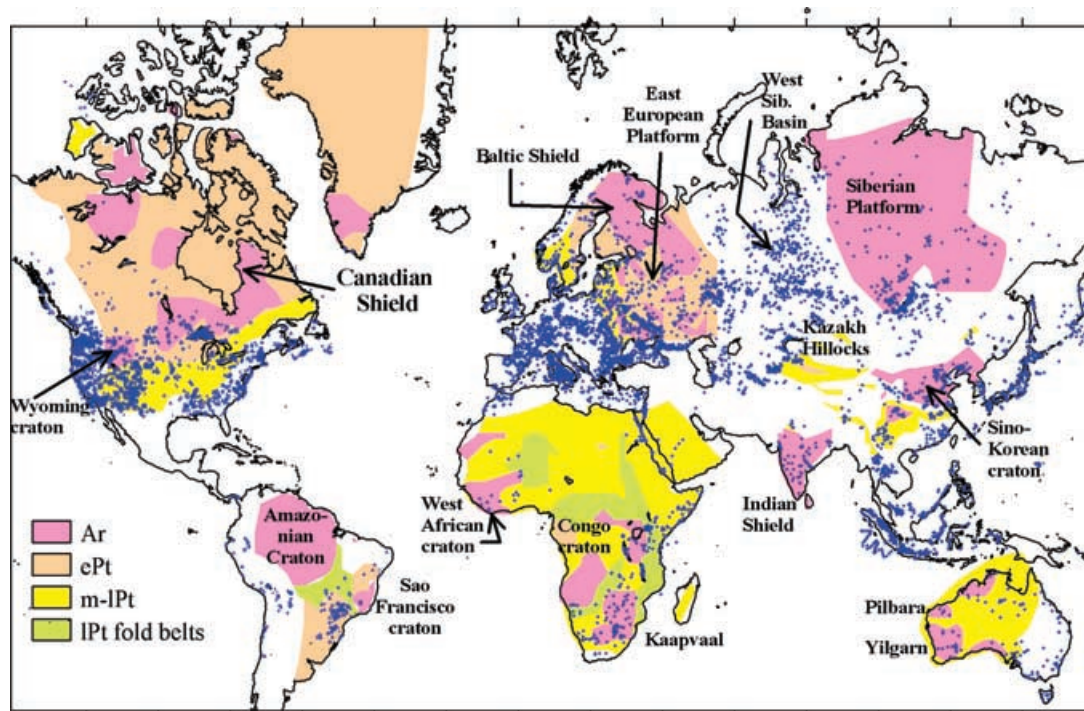 West
Sib.
Basin
East
European
Platform
Baltic Shield
Siberian
Platform
Canadian
Shield
Kazakh
Hillocks
Wyoming
craton
Sino-
Korean
craton
West
African
craton
Congo
craton
Indian
Shield
Amazo-
nian
Craton
Sao
Francisco
craton
Kaapvaal
Pilbara
Yilgarn
Ar
ePt
m-lPt
lPt fold belts